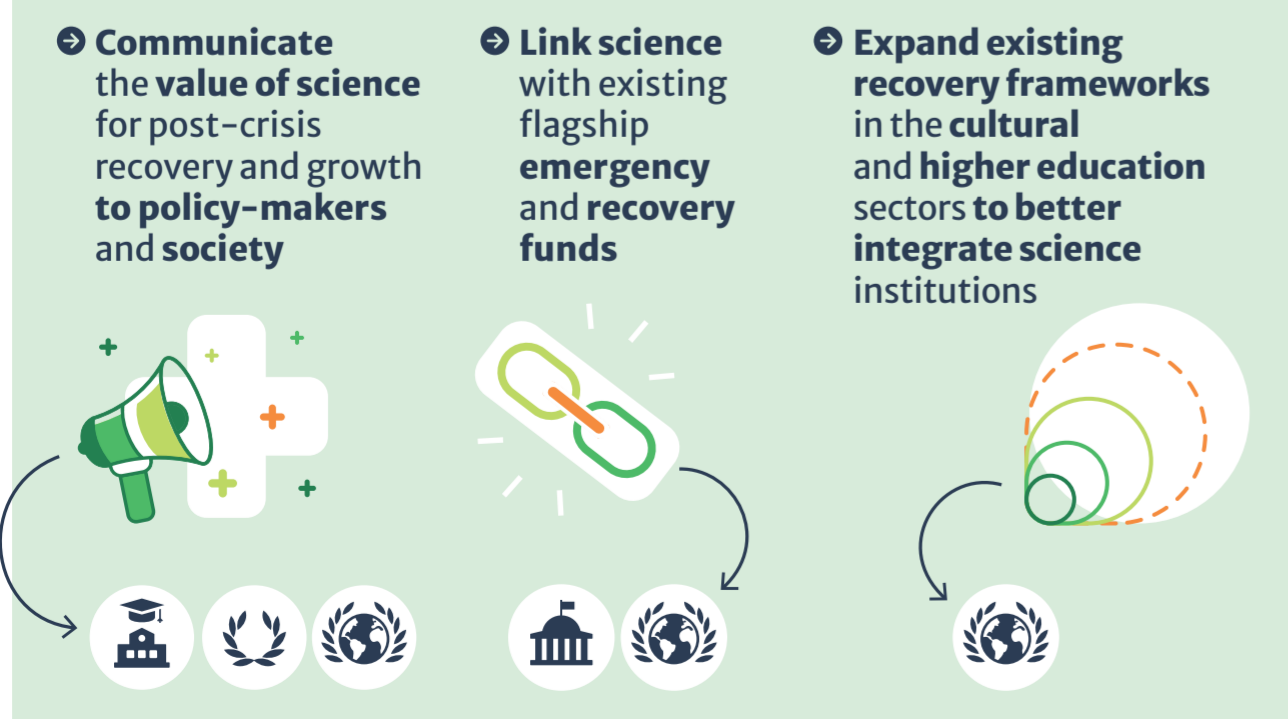 Communicate
the value of science
for post-crisis
recovery and growth
to policy-makers
and society
Link science
with existing
flagship
emergency
and recovery
funds
Expand existing
recovery frameworks
in the cultural
and higher education
sectors to better
integrate science
institutions